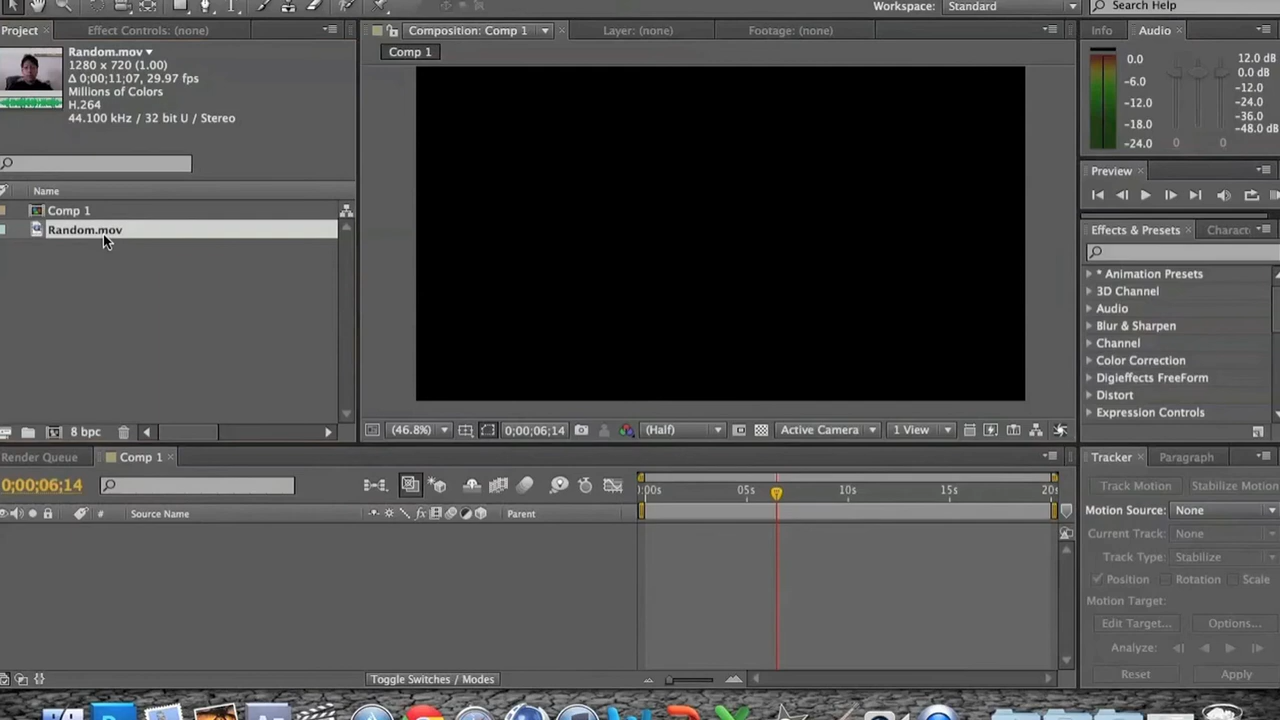 Workspace: Standard
Search Help
Project
Effect Controls: (none)
Composition: Comp 1
Layer: (none)
Footage: (none)
Info
Audio
Random.mov
1280 x 720 (1.00)
Δ 0;00;11;07, 29.97 fps
Millions of Colors
H.264
44.100 kHz / 32 bit U / Stereo
Comp 1
0.0
-6.0
-12.0
-18.0
-24.0
12.0 dB
0.0 dB
-12.0
-24.0
-36.0
-48.0 dB
0
0
Preview
Name
Comp 1
Random.mov
Effects & Presets
Charact
* Animation Presets
3D Channel
Audio
Blur & Sharpen
Channel
Color Correction
Digieffects FreeForm
Distort
Expression Controls
8 bpc
(46.8%)
0;00;06;14
(Half)
Active Camera
1 View
Render Queue
Comp 1
0;00;06;14
):00s
05s
10s
15s
20s
#
Source Name
fx
Parent
Toggle Switches / Modes
Tracker
Paragraph
Track Motion
Stabilize Motion
Motion Source: None
Current Track: None
Track Type: Stabilize
Position
Rotation
Scale
Motion Target:
Edit Target...
Options...
Analyze:
Reset
Apply